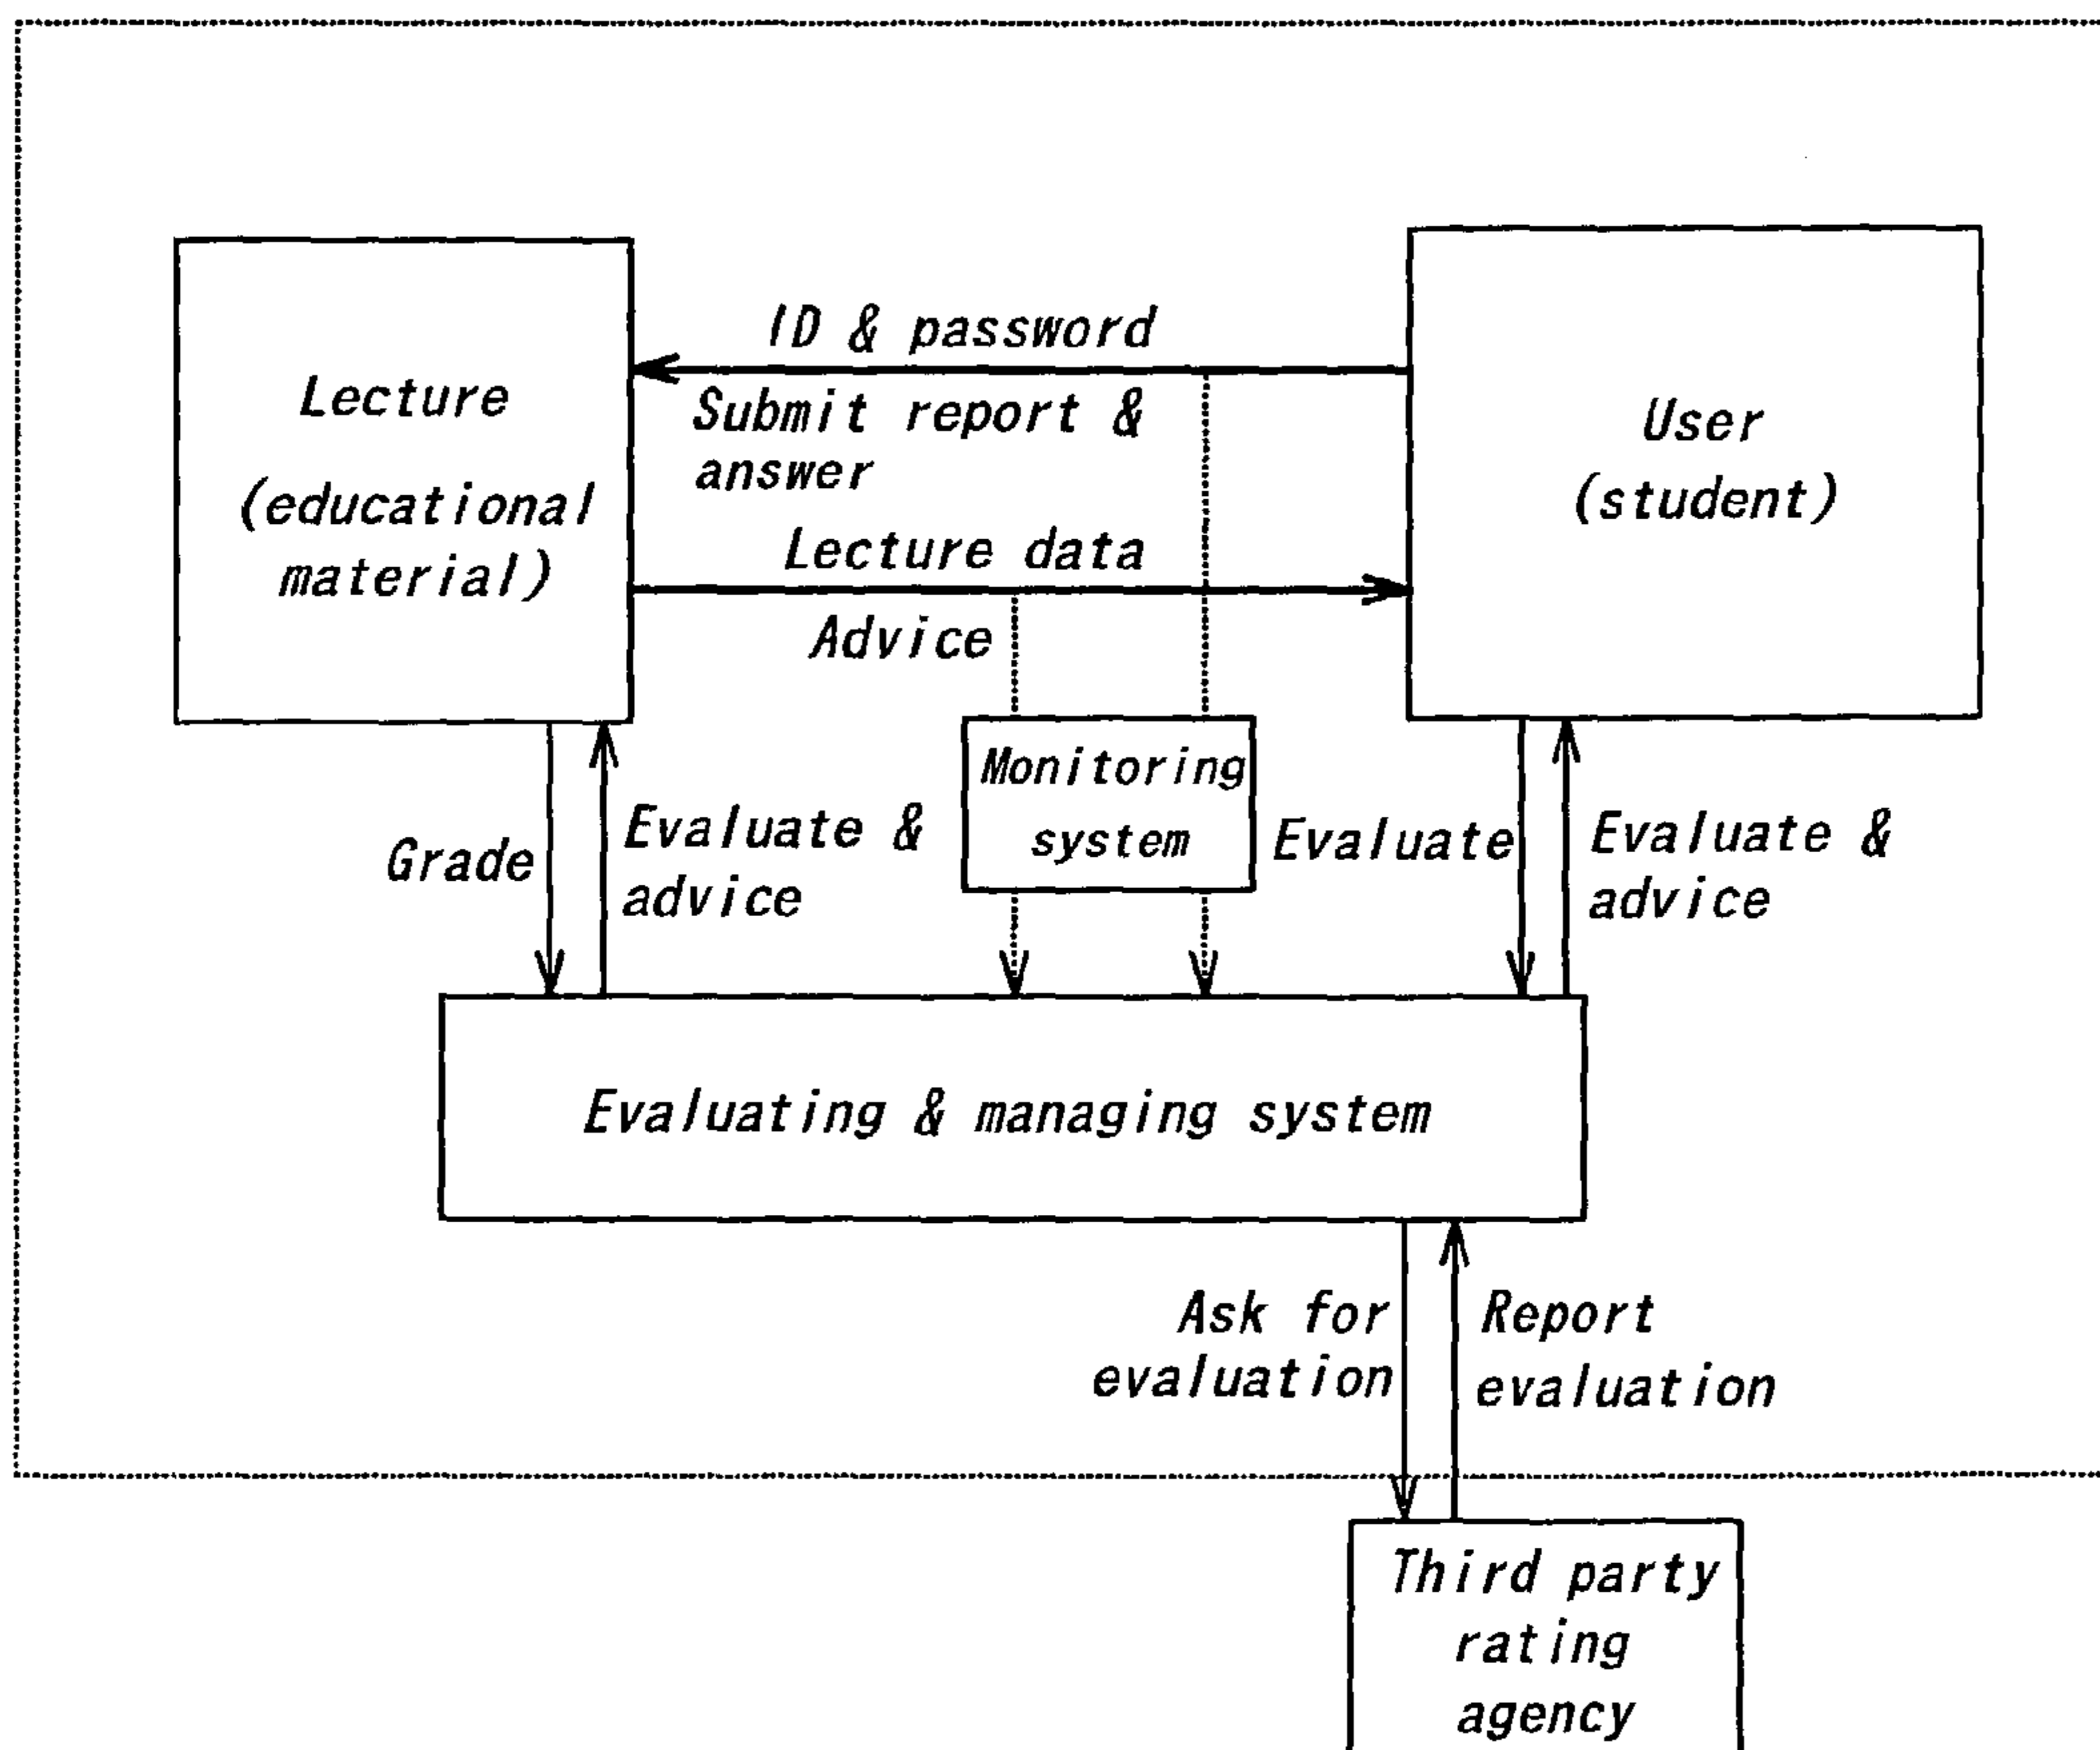 ID & password
Lecture
(educational
material)
Submit report &
answer
User
(student)
Lecture data
Advice
Monitoring
system
Grade
Evaluate &
advice
Evaluate
Evaluate &
advice
Evaluating & managing system
Ask for
evaluation
Report
evaluation
Third party
rating
agency